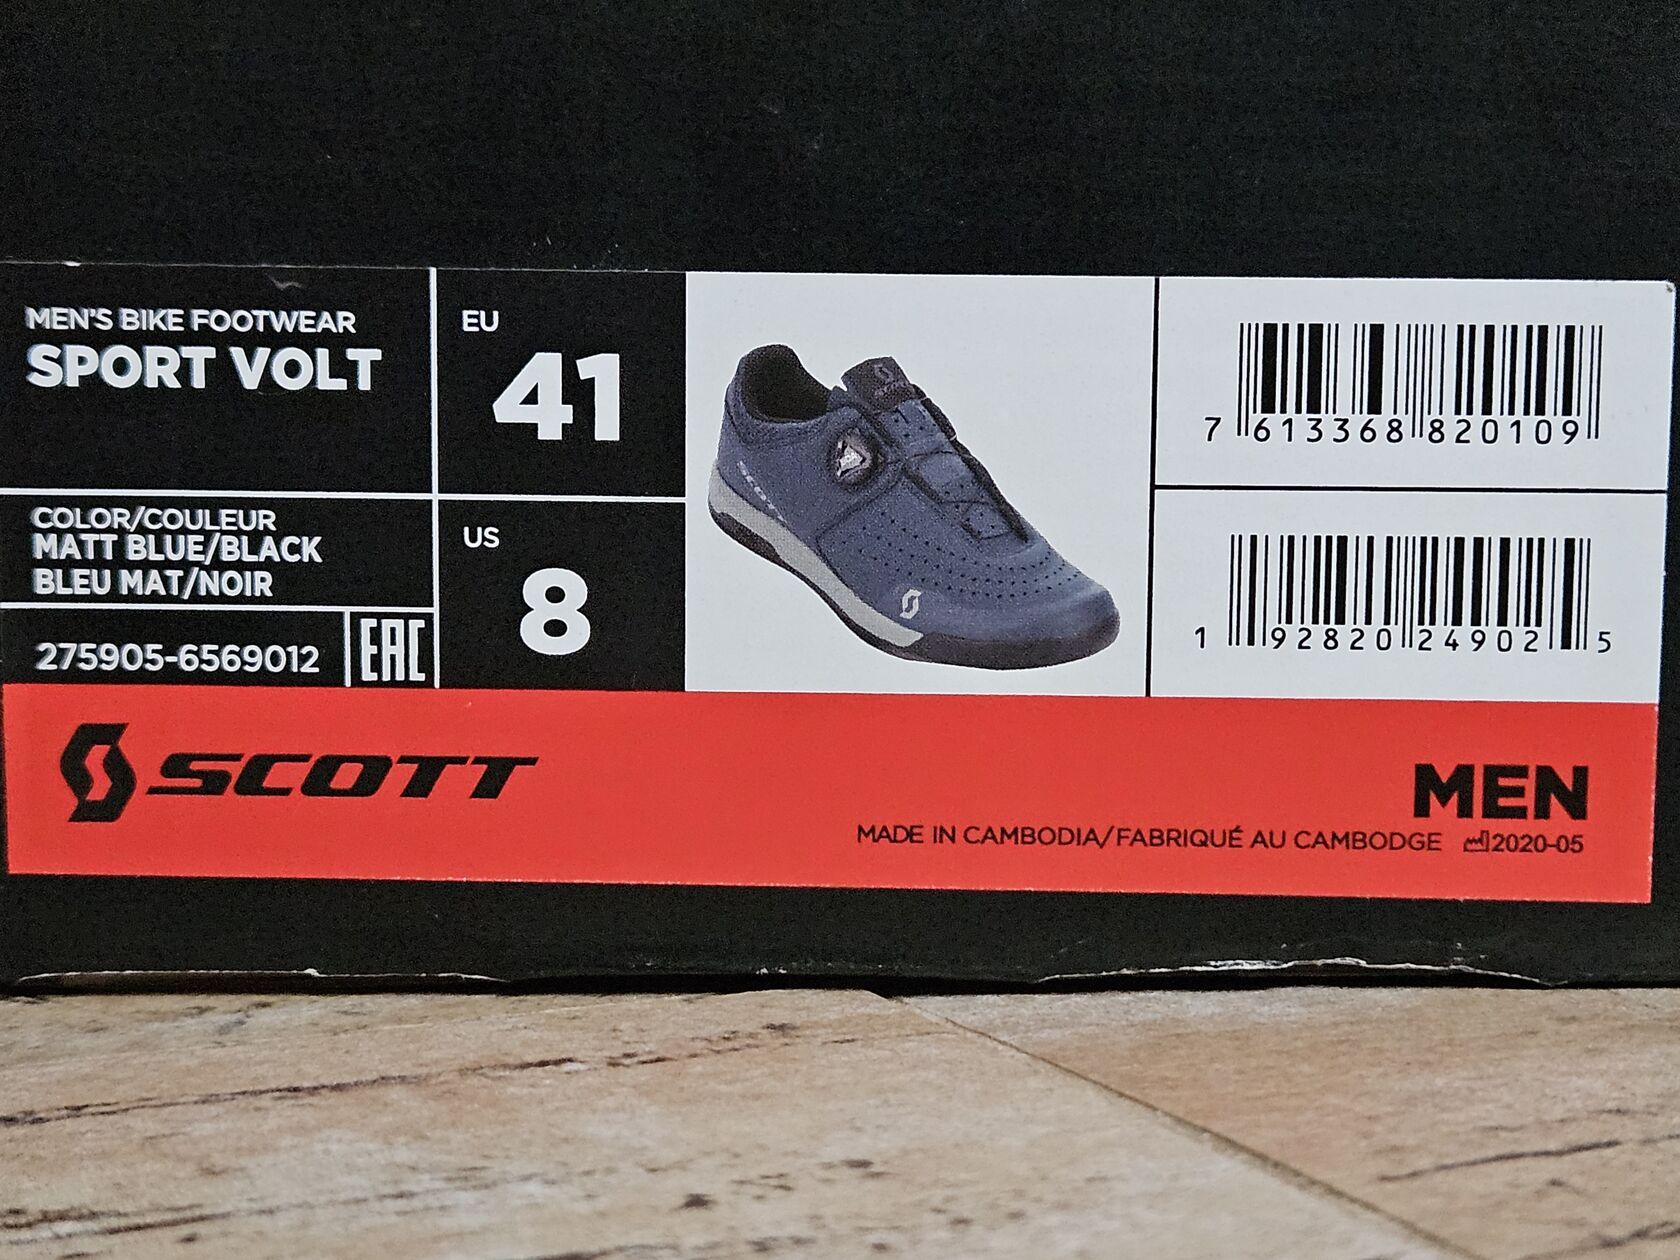 MEN'S BIKE FOOTWEAR
SPORT VOLT
COLOR/COULEUR
MATT BLUE/BLACK
BLEU MAT/NOIR
275905-6569012
EAC
EU
41
US
8
7 613368 820109
1 92820 24902 5
SCOTT
MEN
MADE IN CAMBODIA/FABRIQUÉ AU CAMBODGE 2020-05